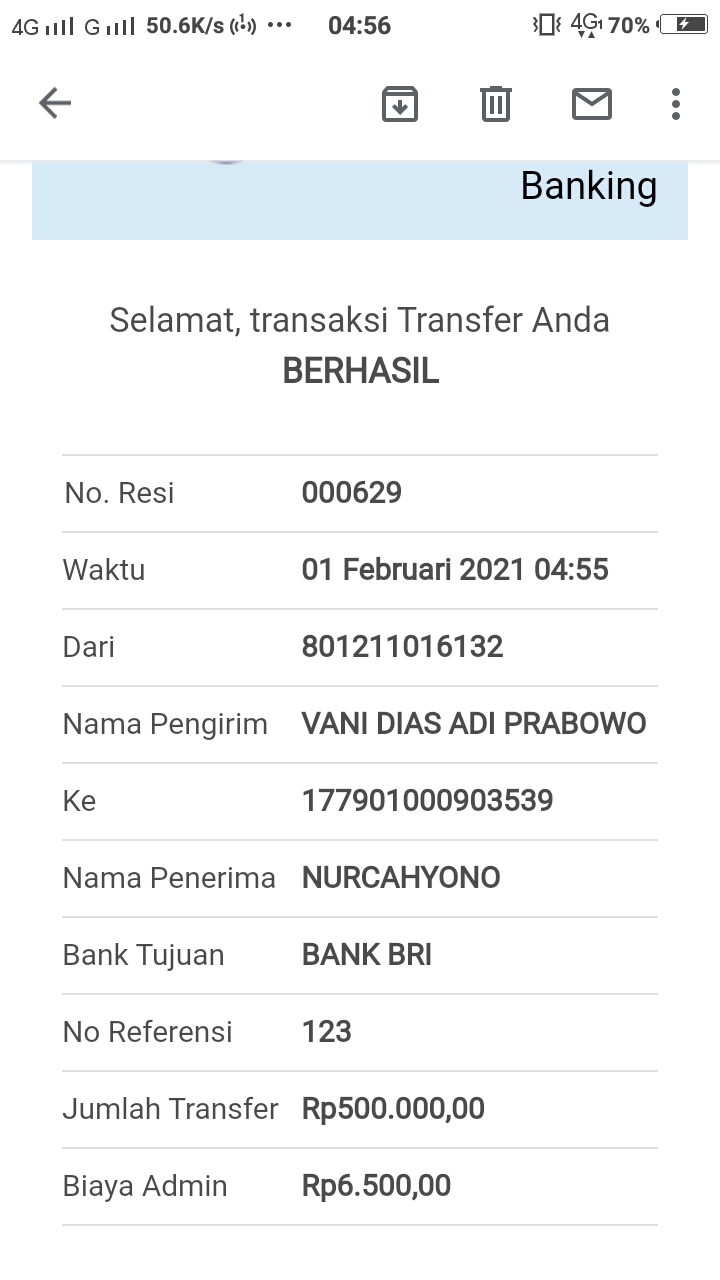 4G G 50.6K/s ... 04:56 4G 70%
Banking
Selamat, transaksi Transfer Anda
BERHASIL
No. Resi 000629
Waktu 01 Februari 2021 04:55
Dari 801211016132
Nama Pengirim VANI DIAS ADI PRABOWO
Ke 177901000903539
Nama Penerima NURCAHYONO
Bank Tujuan BANK BRI
No Referensi 123
Jumlah Transfer Rp500.000,00
Biaya Admin Rp6.500,00